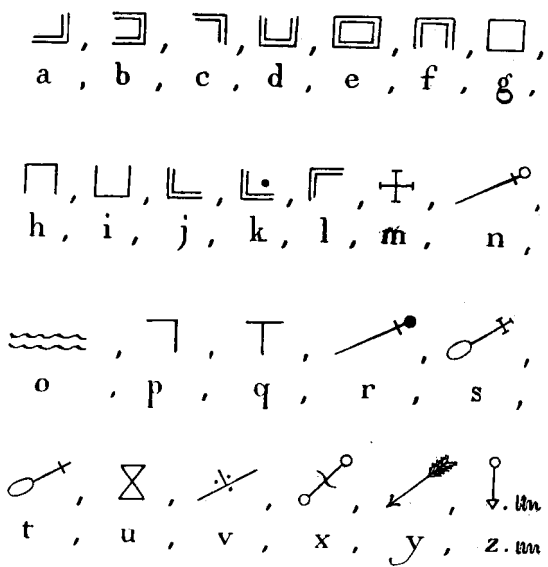 a , b , c , d , e , f , g ,
h , i , j , k , l , m , n ,
o , p , q , r , s ,
t , u , v , x , y , z.